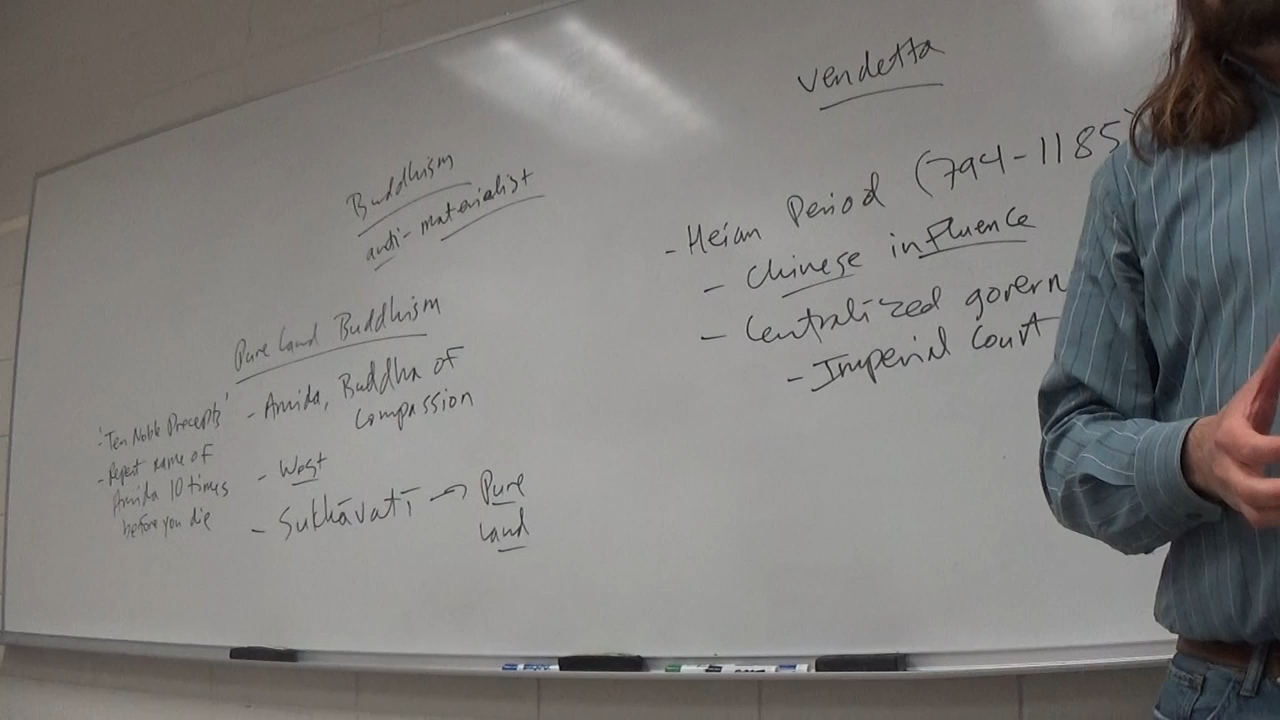 Buddhism
anti-materialist
Pure Land Buddhism
- Amida, Buddha of
Compassion
- West
- Sukhāvatī → Pure
Land
- 'Ten Noble Precepts'
- Repeat name of
Amida 10 times
before you die
Vendetta
- Heian Period (794-1185)
- Chinese influence
- Centralized govern
- Imperial Court